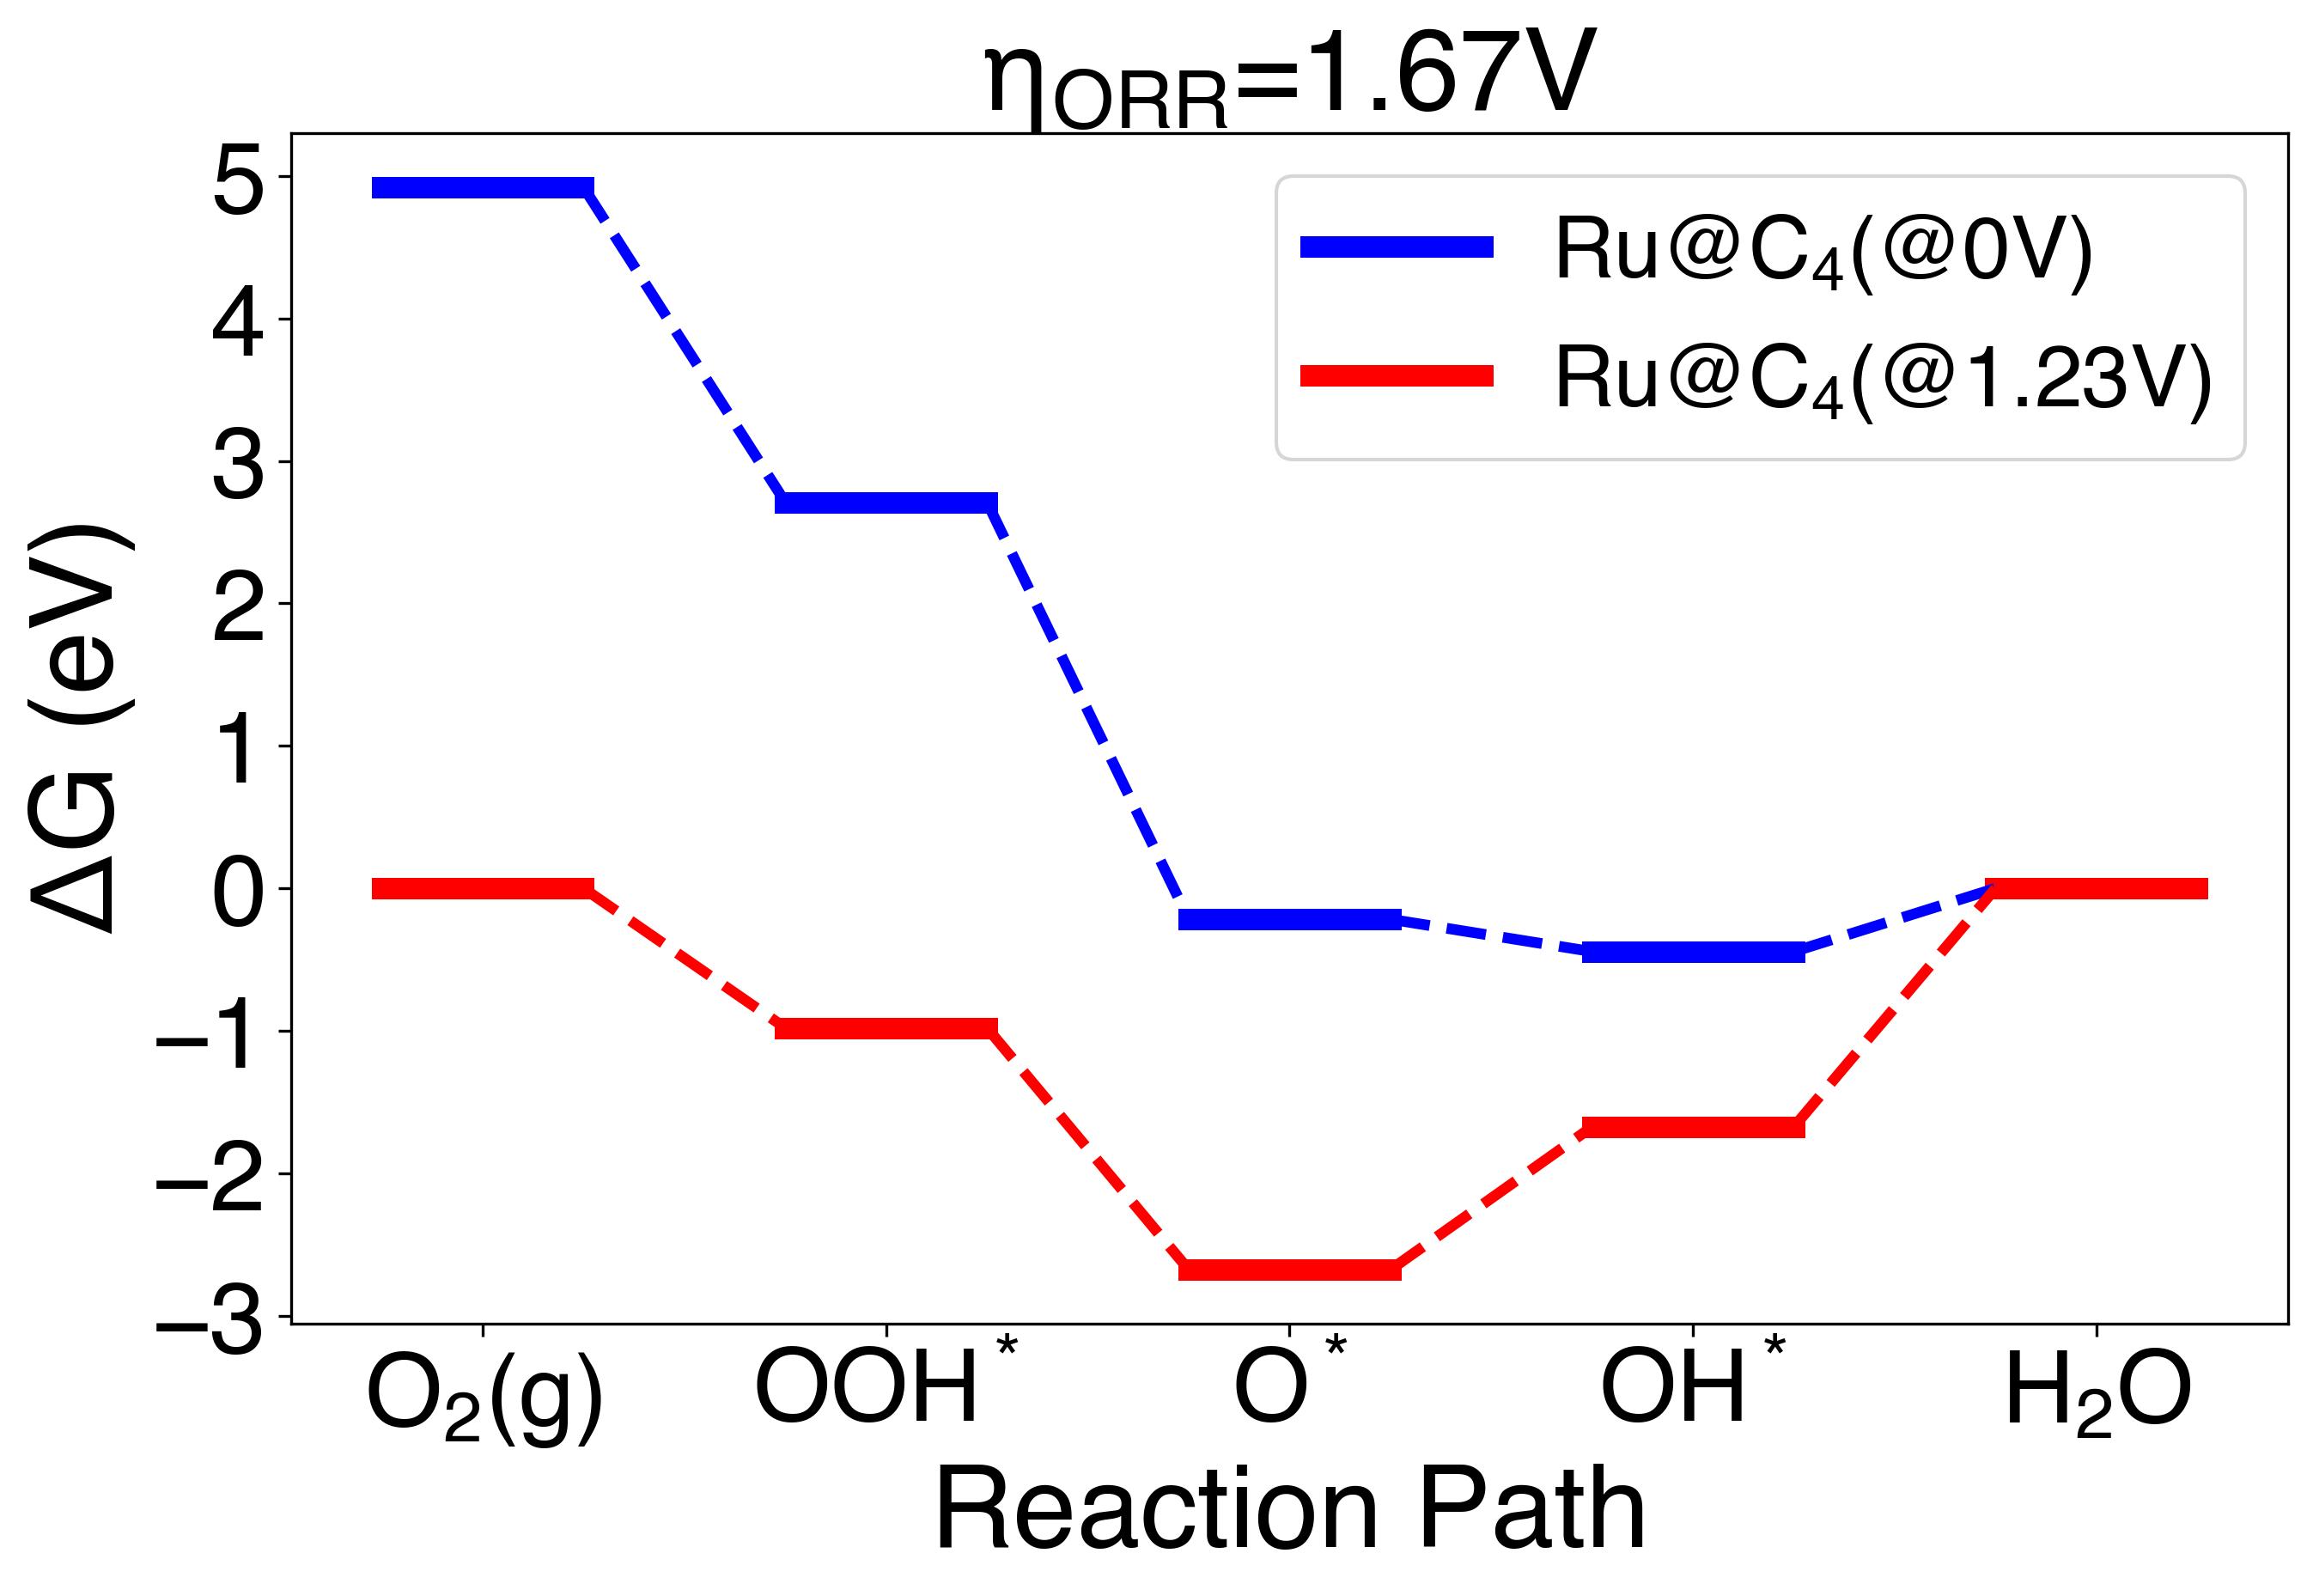 η_ORR=1.67V
5
4
3
2
1
0
−1
−2
−3
ΔG (eV)
Ru@C₄(@0V)
Ru@C₄(@1.23V)
O₂(g) OOH* O* OH* H₂O
Reaction Path